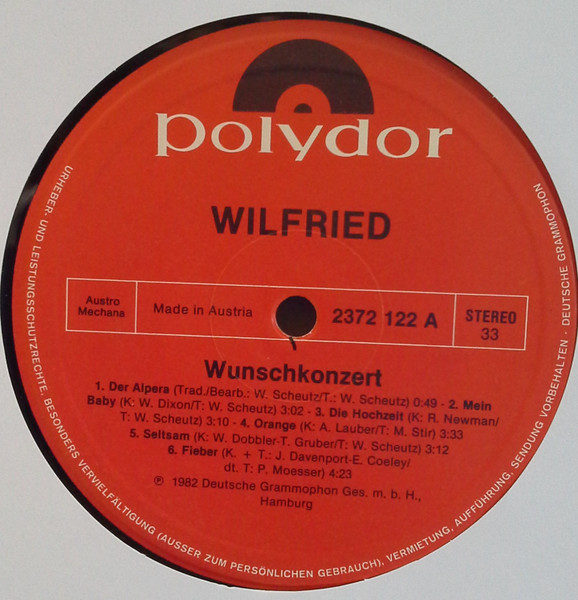 polydor
WILFRIED
Austro
Mechana
Made in Austria
2372 122 A
STEREO
33
Wunschkonzert
1. Der Alpera (Trad./Bearb.: W. Scheutz/T.: W. Scheutz) 0:49 - 2. Mein
Baby (K: W. Dixon/T: W. Scheutz) 3:02 - 3. Die Hochzeit (K: R. Newman/
T: W. Scheutz) 3:10 - 4. Orange (K: A. Lauber/T: M. Stir) 3:33
5. Seltsam (K: W. Dobbler-T. Gruber/T: W. Scheutz) 3:12
6. Fieber (K. + T.: J. Davenport-E. Coeley/
dt. T: P. Moesser) 4:23
℗ 1982 Deutsche Grammophon Ges. m. b. H.,
Hamburg
URHEBER- UND LEISTUNGSSCHUTZRECHTE, BESONDERS VERVIELFÄLTIGUNG (AUSSER ZUM PERSÖNLICHEN GEBRAUCH), VERMIETUNG, AUFFÜHRUNG, SENDUNG VORBEHALTEN · DEUTSCHE GRAMMOPHON